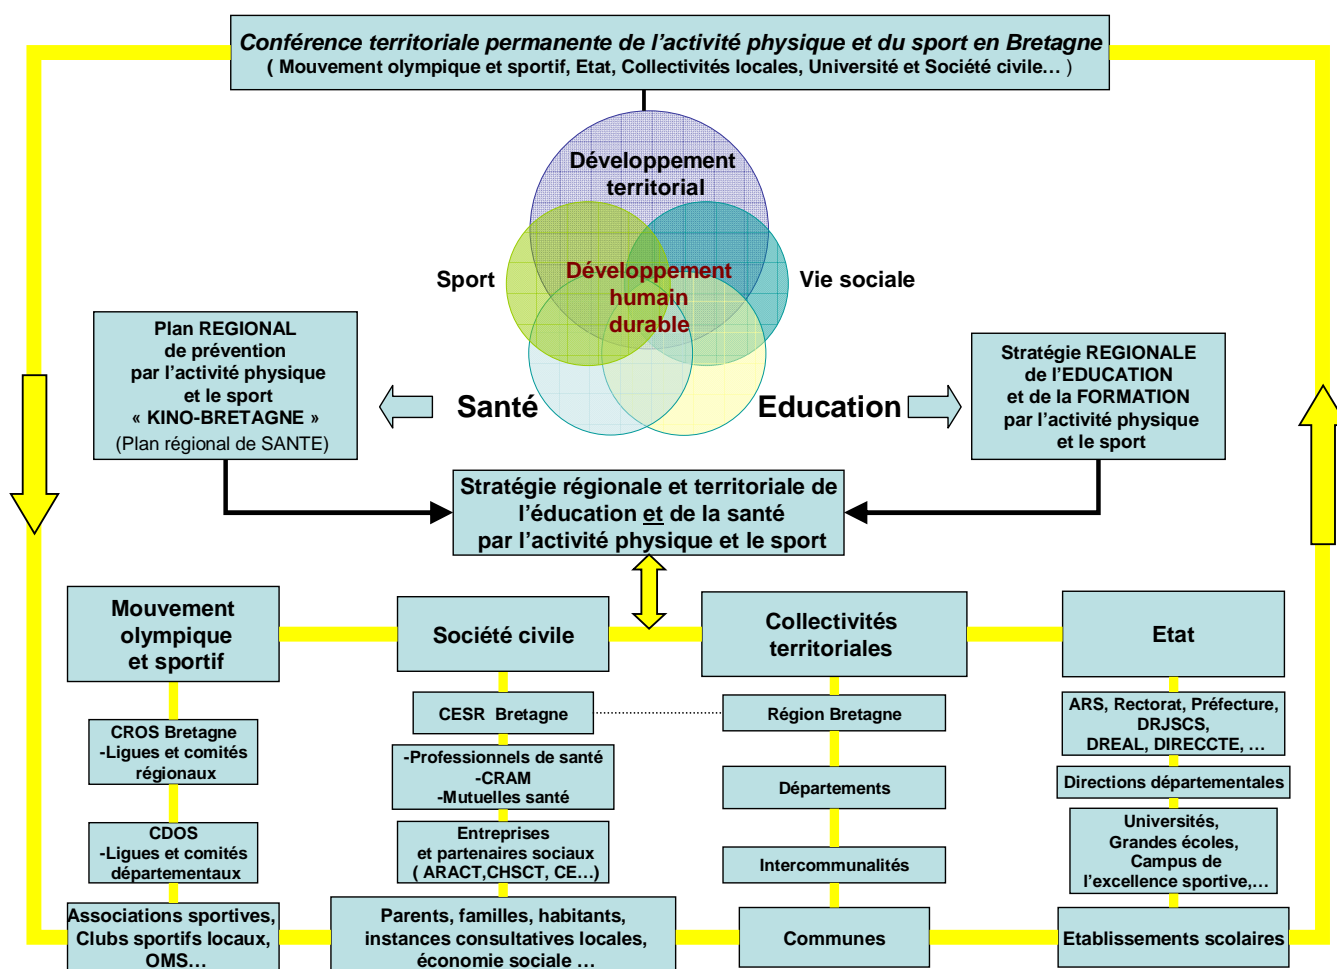 Conférence territoriale permanente de l'activité physique et du sport en Bretagne
( Mouvement olympique et sportif, Etat, Collectivités locales, Université et Société civile… )
Développement
territorial
Sport
Développement
humain
durable
Vie sociale
Plan REGIONAL
de prévention
par l'activité physique
et le sport
« KINO-BRETAGNE »
(Plan régional de SANTE)
Santé
Education
Stratégie REGIONALE
de l'EDUCATION
et de la FORMATION
par l'activité physique
et le sport
Stratégie régionale et territoriale de
l'éducation et de la santé
par l'activité physique et le sport
Mouvement
olympique
et sportif
Société civile
Collectivités
territoriales
Etat
CROS Bretagne
-Ligues et comités
régionaux
CDOS
-Ligues et comités
départementaux
Associations sportives,
Clubs sportifs locaux,
OMS…
CESR Bretagne
-Professionnels de santé
-CRAM
-Mutuelles santé
Entreprises
et partenaires sociaux
( ARACT,CHSCT, CE…)
Parents, familles, habitants,
instances consultatives locales,
économie sociale …
Région Bretagne
Départements
Intercommunalités
Communes
ARS, Rectorat, Préfecture,
DRJSCS,
DREAL, DIRECCTE, …
Directions départementales
Universités,
Grandes écoles,
Campus de
l'excellence sportive,…
Etablissements scolaires